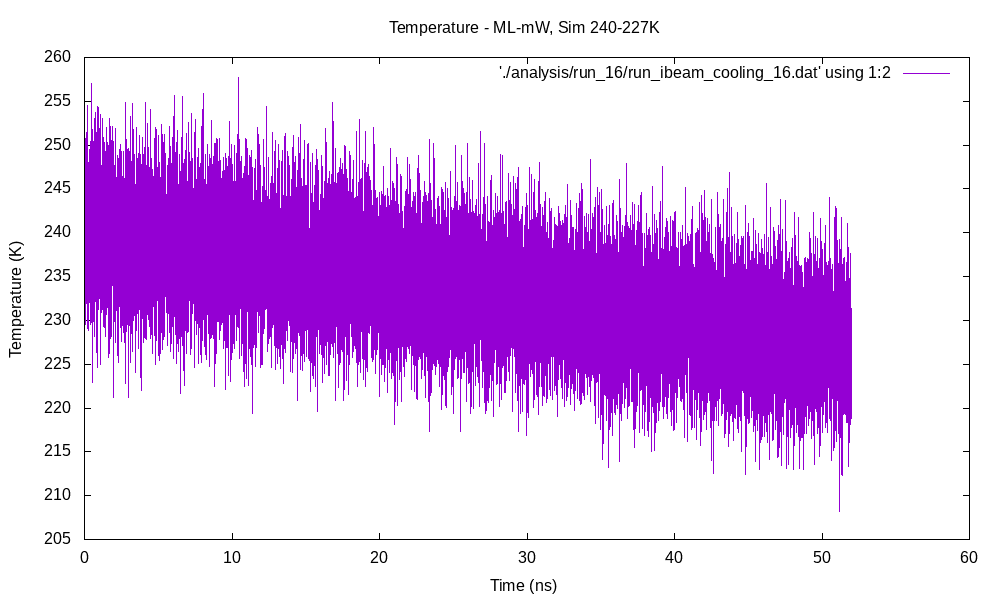 Temperature - ML-mW, Sim 240-227K
'./analysis/run_16/run_ibeam_cooling_16.dat' using 1:2
260
255
250
245
240
235
230
225
220
215
210
205
Temperature (K)
0 10 20 30 40 50 60
Time (ns)